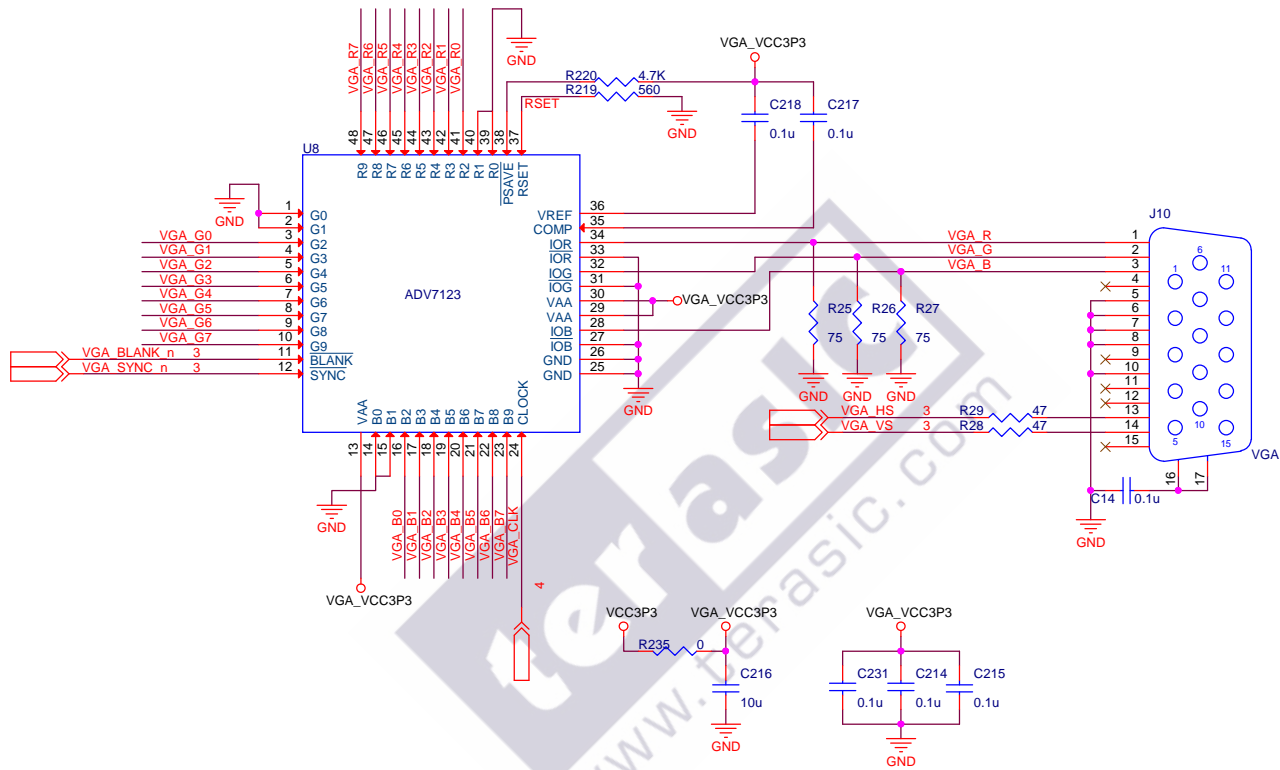 VGA_R7
VGA_R6
VGA_R5
VGA_R4
VGA_R3
VGA_R2
VGA_R1
VGA_R0
GND
VGA_VCC3P3
R220 4.7K
R219 560
RSET
GND
C218
0.1u
C217
0.1u
48
47
46
45
44
43
42
41
40
39
38
37
U8
R9
R8
R7
R6
R5
R4
R3
R2
R1
R0
PSAVE
RSET
GND
1 G0
2 G1
VGA_G0 3 G2
VGA_G1 4 G3
VGA_G2 5 G4
VGA_G3 6 G5
VGA_G4 7 G6
VGA_G5 8 G7
VGA_G6 9 G8
VGA_G7 10 G9
VGA_BLANK_n 3 11 BLANK
VGA_SYNC_n 3 12 SYNC
ADV7123
VREF 36
COMP 35
IOR 34
IOR 33
IOG 32
IOG 31
VAA 30
VAA 29
IOB 28
IOB 27
GND 26
GND 25
VGA_VCC3P3
GND
VGA_R
VGA_G
VGA_B
R25
75
R26
75
R27
75
GND
GND
GND
VGA_HS 3 R29 47
VGA_VS 3 R28 47
J10
1
2
3
4
5
6
7
8
9
10
11
12
13
14
15
6
1
11
10
5
15
VGA
16
17
C14 0.1u
GND
VAA
B0
B1
B2
B3
B4
B5
B6
B7
B8
B9
CLOCK
13
14
15
16
17
18
19
20
21
22
23
24
GND
VGA_B0
VGA_B1
VGA_B2
VGA_B3
VGA_B4
VGA_B5
VGA_B6
VGA_B7
VGA_CLK
4
VGA_VCC3P3
VCC3P3
VGA_VCC3P3
R235 0
C216
10u
GND
VGA_VCC3P3
C231
0.1u
C214
0.1u
C215
0.1u
GND
terasic
www.terasic.com